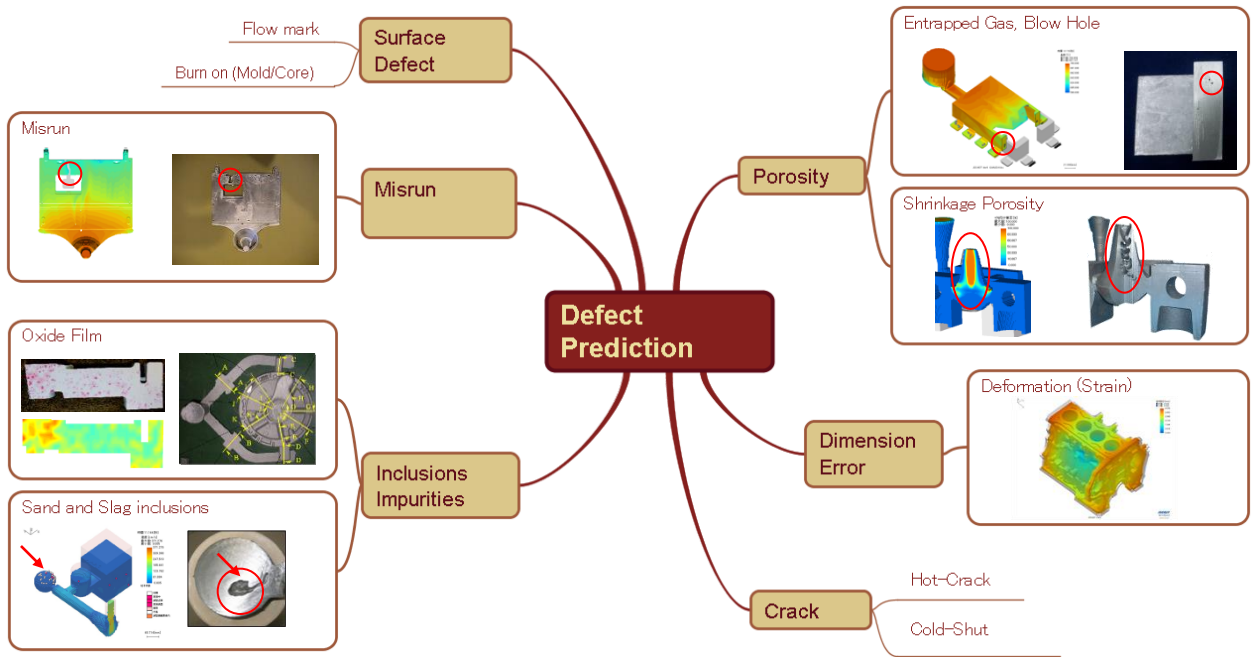 Flow mark
Burn on (Mold/Core)
Surface
Defect
Misrun
Misrun
Oxide Film
Inclusions
Impurities
Sand and Slag inclusions
Defect
Prediction
Entrapped Gas, Blow Hole
Porosity
Shrinkage Porosity
Deformation (Strain)
Dimension
Error
Hot-Crack
Crack
Cold-Shut